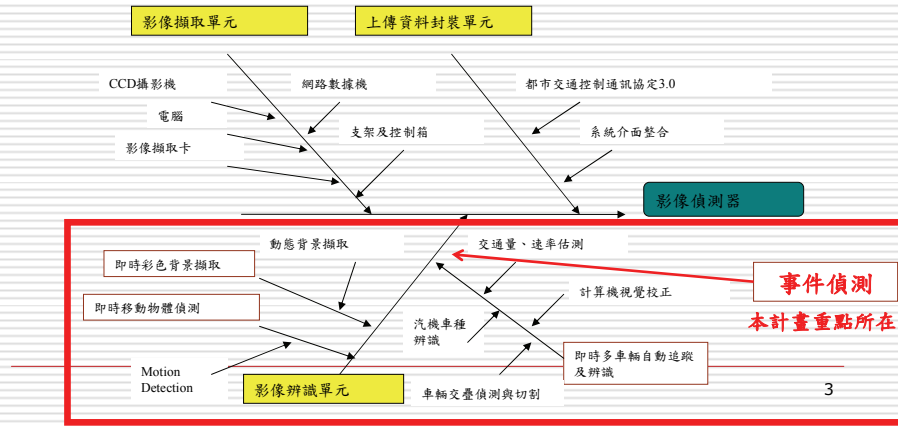 影像擷取單元
上傳資料封裝單元
CCD攝影機
網路數據機
都市交通控制通訊協定3.0
電腦
支架及控制箱
系統介面整合
影像擷取卡
影像偵測器
動態背景擷取
交通量、速率估測
即時彩色背景擷取
事件偵測
計算機視覺校正
即時移動物體偵測
本計畫重點所在
汽機車種
辨識
即時多車輛自動追蹤
及辨識
Motion
Detection
影像辨識單元
車輛交疊偵測與切割
3